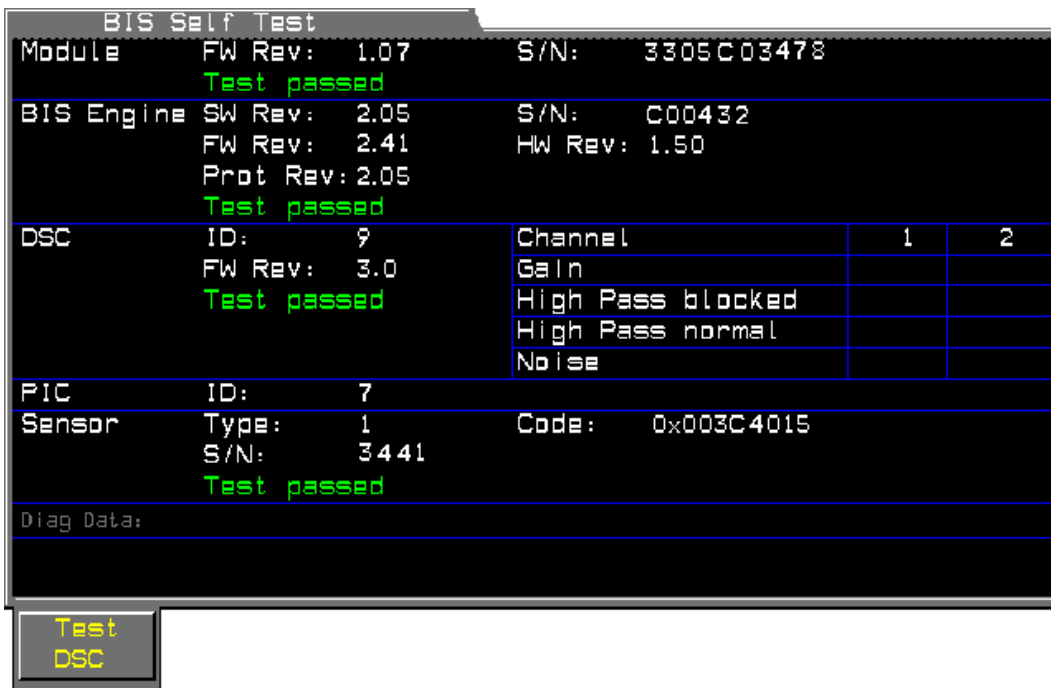 BIS Self Test
Module FW Rev: 1.07 S/N: 3305C03478
Test passed
BIS Engine SW Rev: 2.05 S/N: C00432
FW Rev: 2.41 HW Rev: 1.50
Prot Rev: 2.05
Test passed
DSC ID: 9 Channel 1 2
FW Rev: 3.0 Gain
Test passed High Pass blocked
High Pass normal
Noise
PIC ID: 7
Sensor Type: 1 Code: 0x003C4015
S/N: 3441
Test passed
Diag Data:
Test
DSC